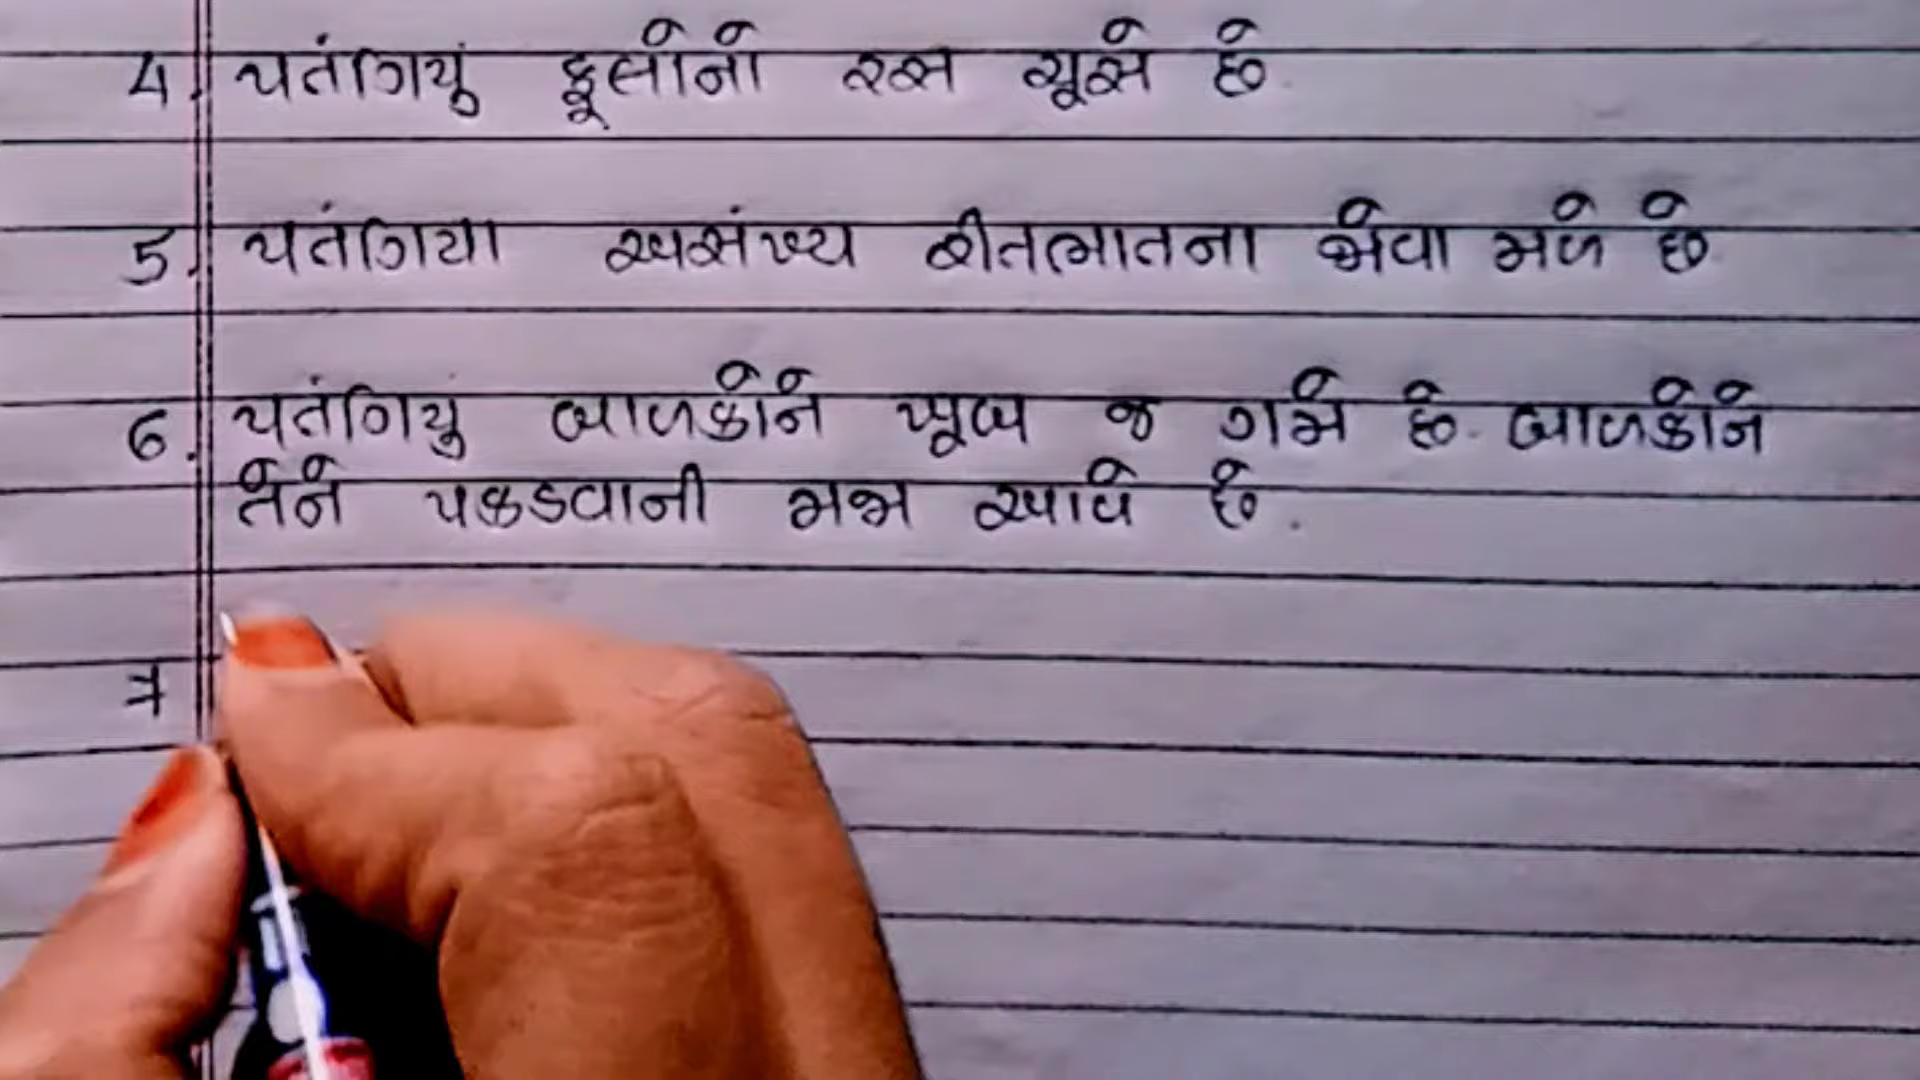 4. પતંગિયું ફૂલોનો રસ ચૂસે છે.
5. પતંગિયા અસંખ્ય રીતભાતના જોવા મળે છે
6. પતંગિયું બાળકોને ખૂબ જ ગમે છે. બાળકોને
તેને પકડવાની મજા આવે છે.
7